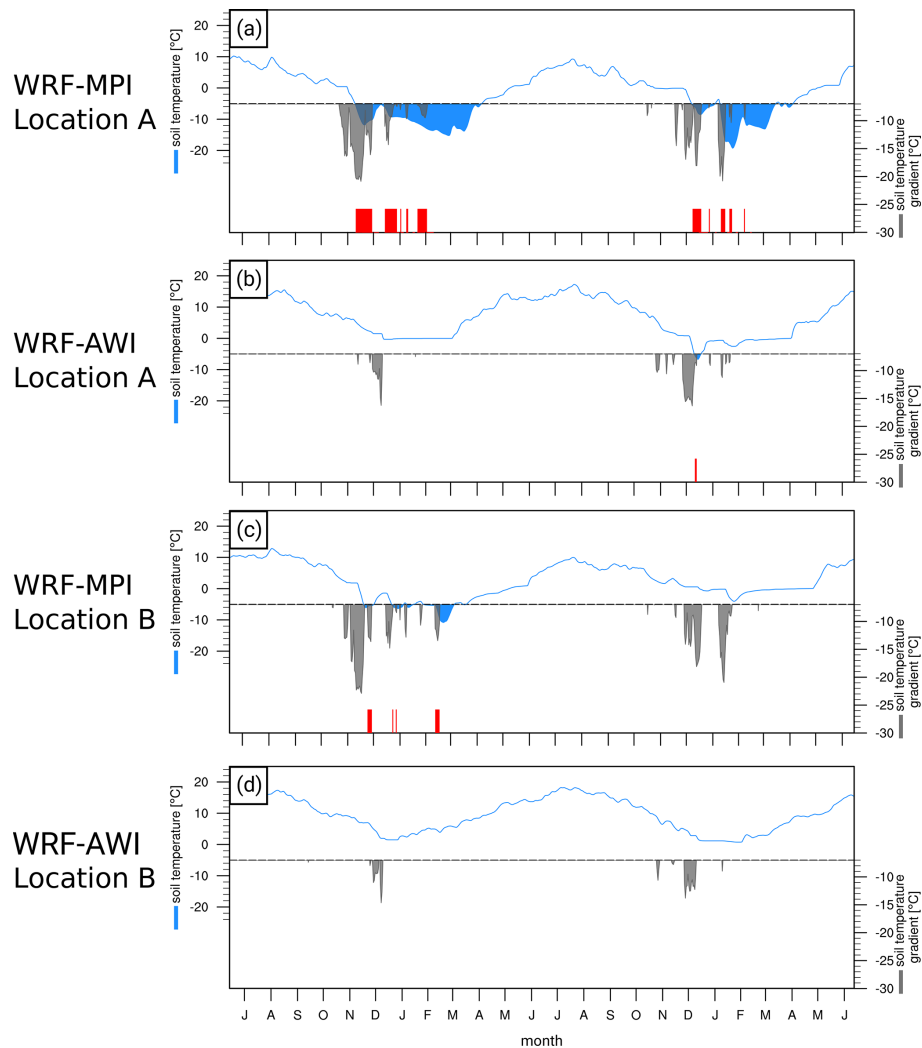 (a)
WRF-MPI
Location A
soil temperature [°C]
20
10
0
-10
-20
-10
-15
-20
-25
-30
soil temperature
gradient [°C]
(b)
WRF-AWI
Location A
soil temperature [°C]
20
10
0
-10
-20
-10
-15
-20
-25
-30
soil temperature
gradient [°C]
(c)
WRF-MPI
Location B
soil temperature [°C]
20
10
0
-10
-20
-10
-15
-20
-25
-30
soil temperature
gradient [°C]
(d)
WRF-AWI
Location B
soil temperature [°C]
20
10
0
-10
-20
-10
-15
-20
-25
-30
soil temperature
gradient [°C]
J A S O N D J F M A M J J A S O N D J F M A M J
month